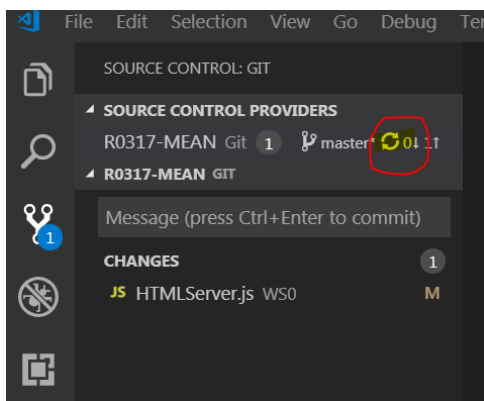 File Edit Selection View Go Debug Ter
SOURCE CONTROL: GIT
SOURCE CONTROL PROVIDERS
R0317-MEAN Git 1 master* 0↓ 1↑
R0317-MEAN GIT
Message (press Ctrl+Enter to commit)
1
CHANGES 1
JS HTMLServer.js WS0 M